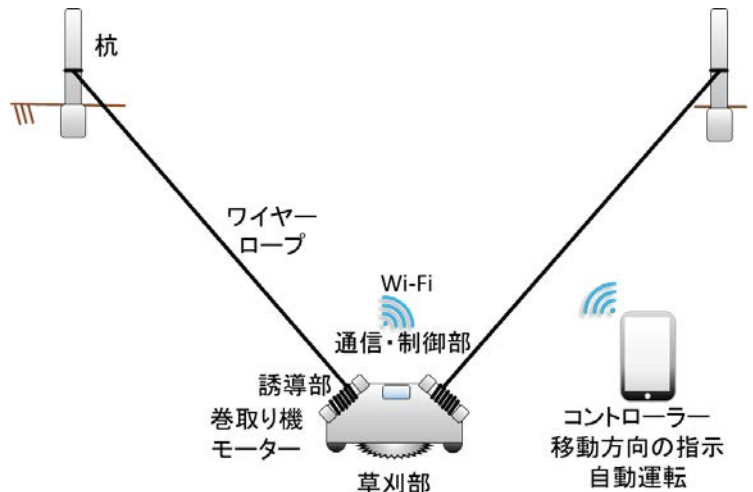 杭
ワイヤー
ロープ
Wi-Fi
通信・制御部
誘導部
巻取り機
モーター
草刈部
コントローラー
移動方向の指示
自動運転